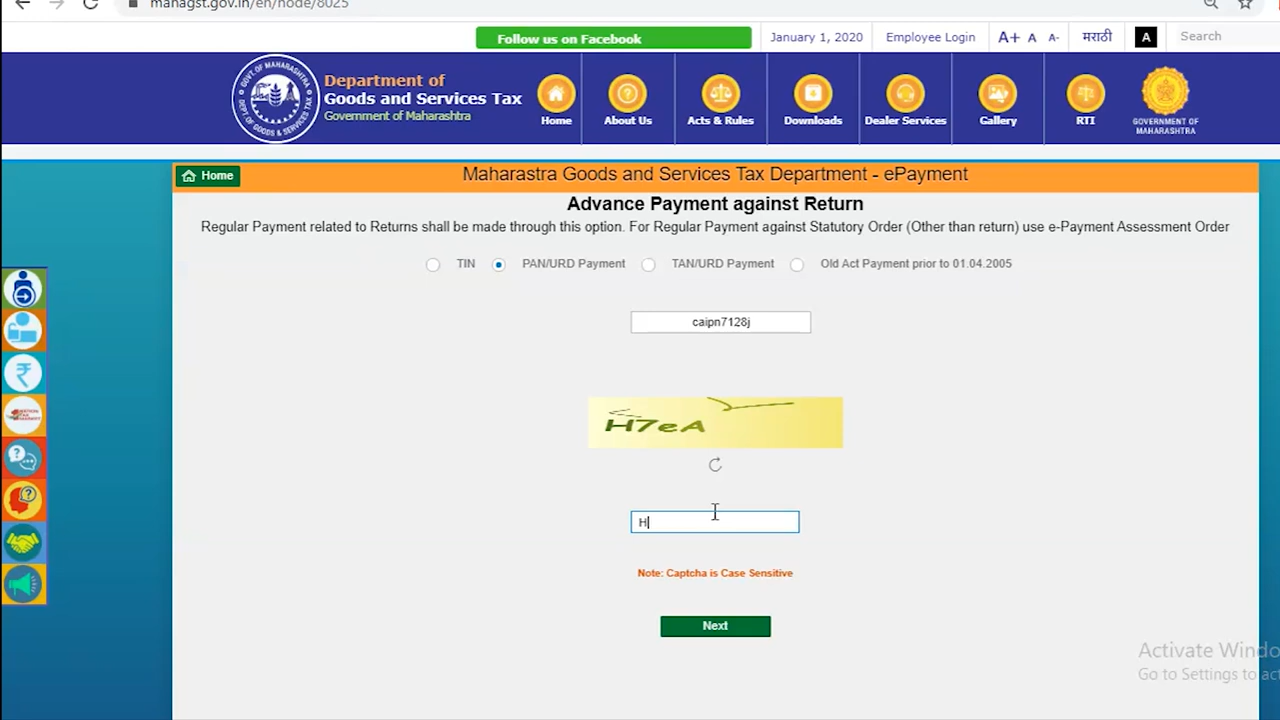 mahagst.gov.in/en/node/8025
Follow us on Facebook
January 1, 2020
Employee Login
A+ A A-
मराठी
A
Search
Department of
Goods and Services Tax
Government of Maharashtra
Home
About Us
Acts & Rules
Downloads
Dealer Services
Gallery
RTI
GOVERNMENT OF
MAHARASHTRA
Home
Maharastra Goods and Services Tax Department - ePayment
Advance Payment against Return
Regular Payment related to Returns shall be made through this option. For Regular Payment against Statutory Order (Other than return) use e-Payment Assessment Order
TIN
PAN/URD Payment
TAN/URD Payment
Old Act Payment prior to 01.04.2005
caipn7128j
H7eA
H
Note: Captcha is Case Sensitive
Next
Activate Windo
Go to Settings to act